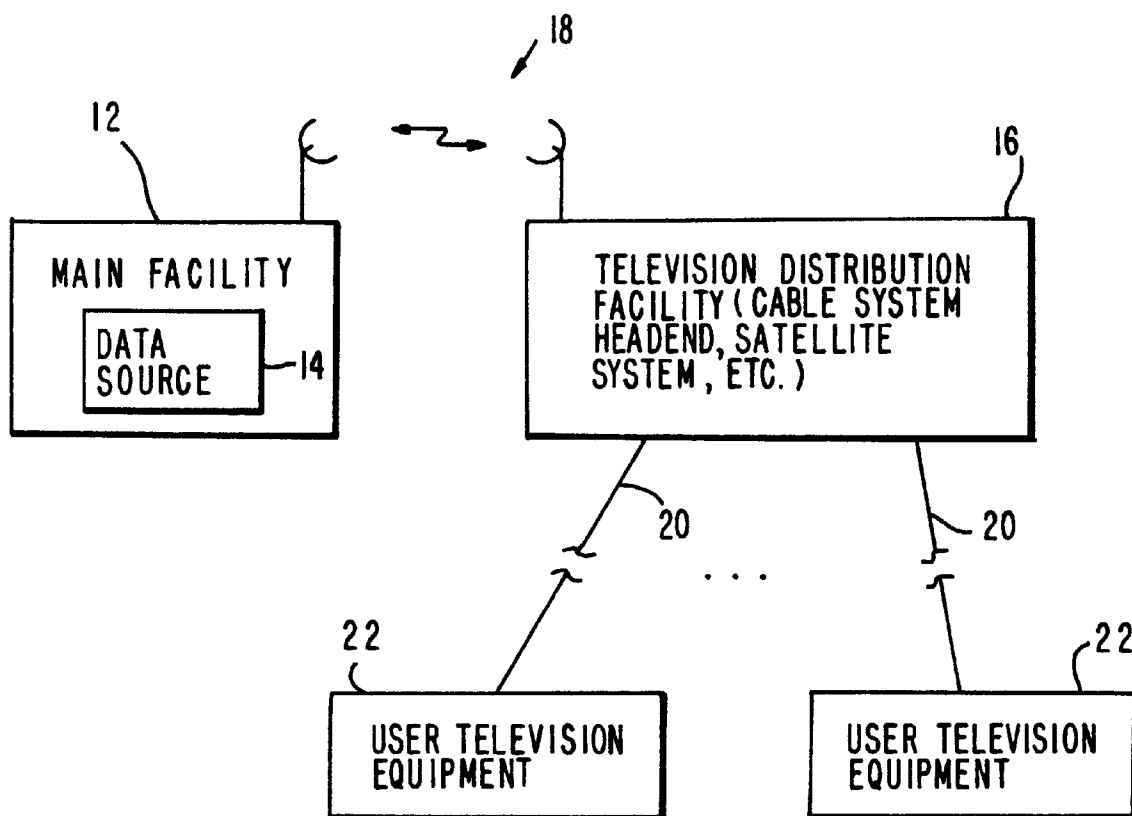 18
12
16
MAIN FACILITY
DATA
SOURCE
14
TELEVISION DISTRIBUTION
FACILITY (CABLE SYSTEM
HEADEND, SATELLITE
SYSTEM, ETC.)
20
20
. . .
22
22
USER TELEVISION
EQUIPMENT
USER TELEVISION
EQUIPMENT